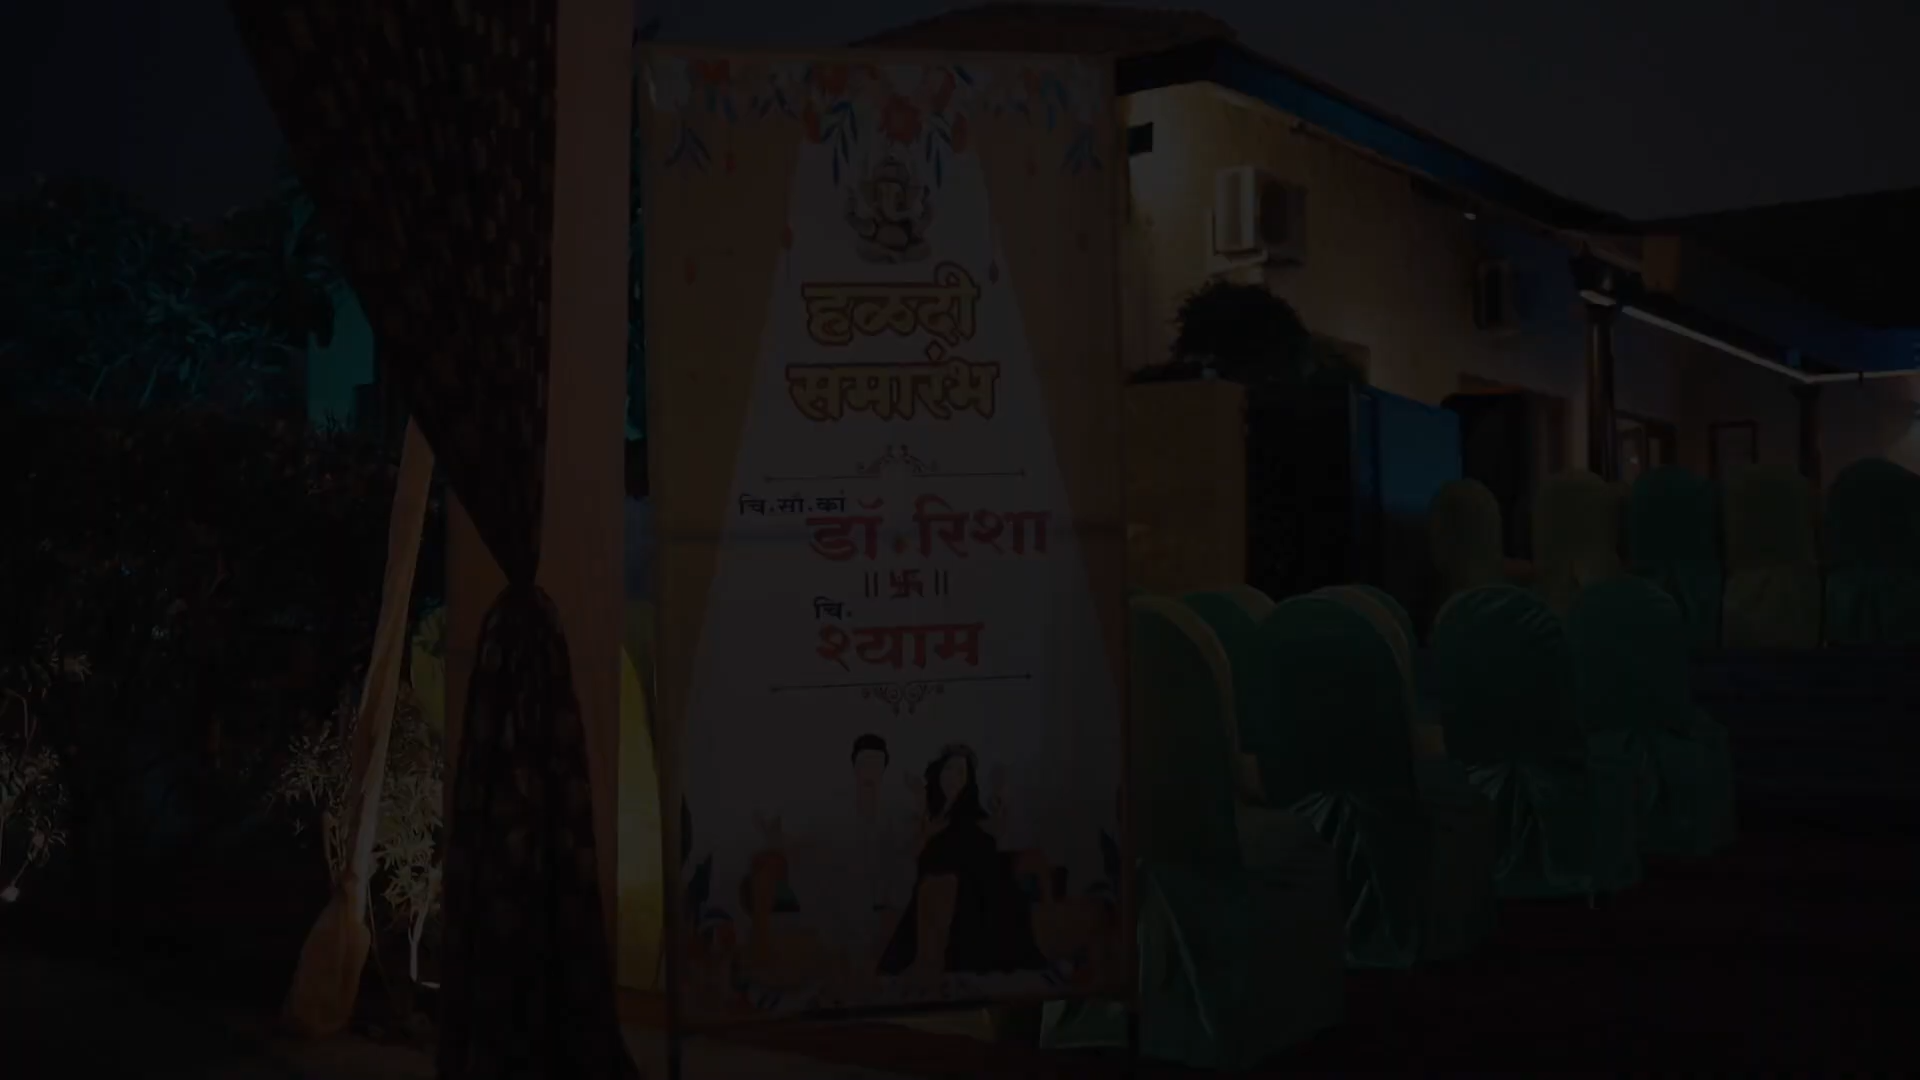 हळदी
समारंभ
चि.सौ.कां
डॉ.रिशा
॥ 卐 ॥
चि.
श्याम